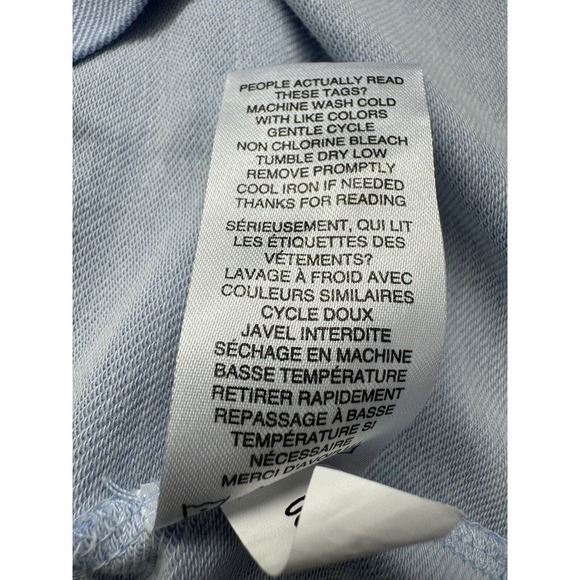 PEOPLE ACTUALLY READ
THESE TAGS?
MACHINE WASH COLD
WITH LIKE COLORS
GENTLE CYCLE
NON CHLORINE BLEACH
TUMBLE DRY LOW
REMOVE PROMPTLY
COOL IRON IF NEEDED
THANKS FOR READING
SÉRIEUSEMENT, QUI LIT
LES ÉTIQUETTES DES
VÊTEMENTS?
LAVAGE À FROID AVEC
COULEURS SIMILAIRES
CYCLE DOUX
JAVEL INTERDITE
SÉCHAGE EN MACHINE
BASSE TEMPÉRATURE
RETIRER RAPIDEMENT
REPASSAGE À BASSE
TEMPÉRATURE SI
NÉCESSAIRE
MERCI